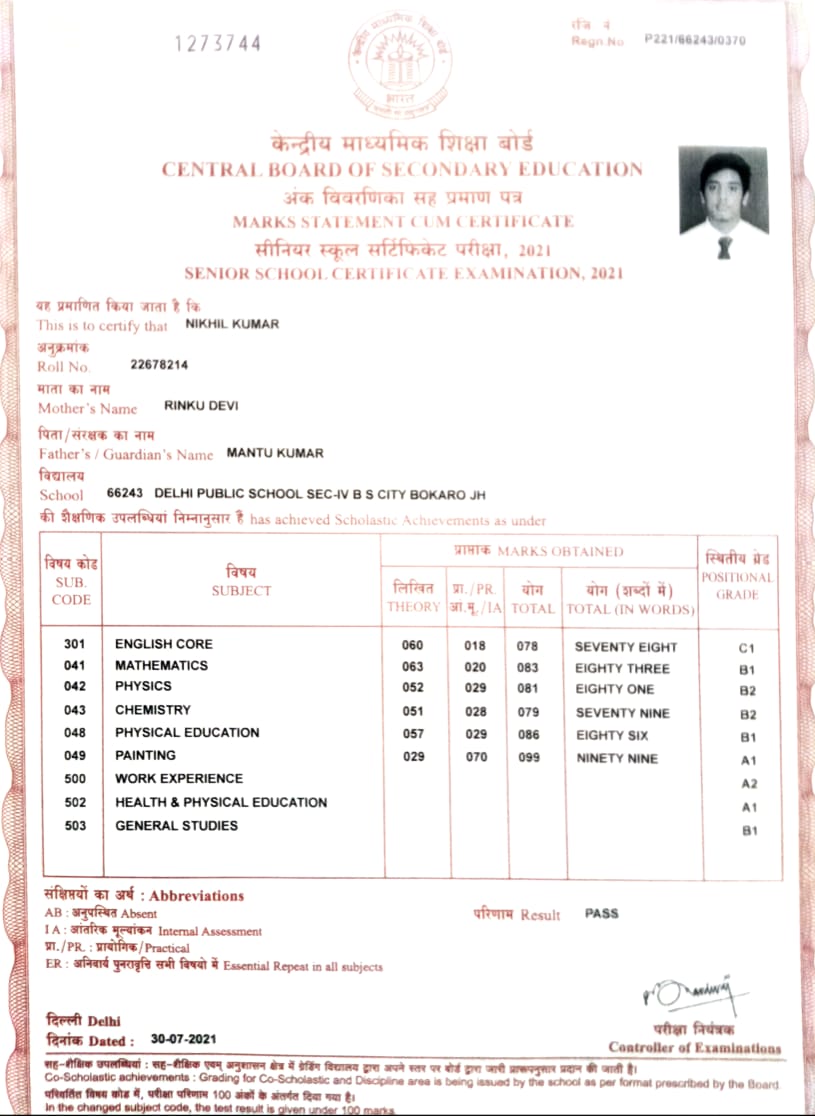 1273744
रजि नं
Regn.No P221/66243/0370
केन्द्रीय माध्यमिक शिक्षा बोर्ड
भारत
केन्द्रीय माध्यमिक शिक्षा बोर्ड
CENTRAL BOARD OF SECONDARY EDUCATION
अंक विवरणिका सह प्रमाण पत्र
MARKS STATEMENT CUM CERTIFICATE
सीनियर स्कूल सर्टिफिकेट परीक्षा, 2021
SENIOR SCHOOL CERTIFICATE EXAMINATION, 2021
यह प्रमाणित किया जाता है कि
This is to certify that NIKHIL KUMAR
अनुक्रमांक
Roll No. 22678214
माता का नाम
Mother's Name RINKU DEVI
पिता/संरक्षक का नाम
Father's / Guardian's Name MANTU KUMAR
विद्यालय
School 66243 DELHI PUBLIC SCHOOL SEC-IV B S CITY BOKARO JH
की शैक्षणिक उपलब्धियां निम्नानुसार हैं has achieved Scholastic Achievements as under
विषय कोड SUB. CODE
विषय SUBJECT
प्राप्तांक MARKS OBTAINED
लिखित THEORY
प्रा./PR. आ.मू./IA
योग TOTAL
योग (शब्दों में) TOTAL (IN WORDS)
स्थितीय ग्रेड POSITIONAL GRADE
301 ENGLISH CORE 060 018 078 SEVENTY EIGHT C1
041 MATHEMATICS 063 020 083 EIGHTY THREE B1
042 PHYSICS 052 029 081 EIGHTY ONE B2
043 CHEMISTRY 051 028 079 SEVENTY NINE B2
048 PHYSICAL EDUCATION 057 029 086 EIGHTY SIX B1
049 PAINTING 029 070 099 NINETY NINE A1
500 WORK EXPERIENCE A2
502 HEALTH & PHYSICAL EDUCATION A1
503 GENERAL STUDIES B1
संक्षिप्तियों का अर्थ : Abbreviations
AB : अनुपस्थित Absent
परिणाम Result PASS
I A : आंतरिक मूल्यांकन Internal Assessment
प्रा./PR. : प्रायोगिक/Practical
ER : अनिवार्य पुनरावृत्ति सभी विषयो में Essential Repeat in all subjects
दिल्ली Delhi
दिनांक Dated : 30-07-2021
परीक्षा नियंत्रक
Controller of Examinations
सह-शैक्षिक उपलब्धियां : सह-शैक्षिक एवम् अनुशासन क्षेत्र में ग्रेडिंग विद्यालय द्वारा अपने स्तर पर बोर्ड द्वारा जारी प्रारूपनुसार प्रदान की जाती है।
Co-Scholastic achievements : Grading for Co-Scholastic and Discipline area is being issued by the school as per format prescribed by the Board
परिवर्तित विषय कोड में, परीक्षा परिणाम 100 अंकों के अंतर्गत दिया गया है।
In the changed subject code, the test result is given under 100 marks